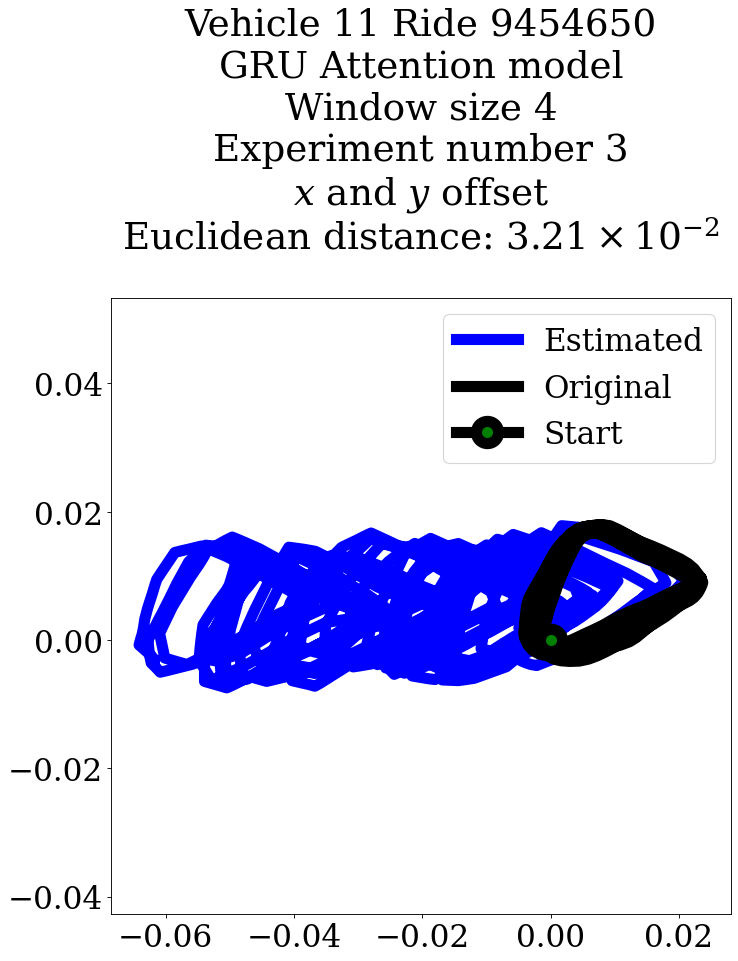 Vehicle 11 Ride 9454650
GRU Attention model
Window size 4
Experiment number 3
x and y offset
Euclidean distance: 3.21 × 10⁻²
Estimated
Original
Start
0.04
0.02
0.00
−0.02
−0.04
−0.06 −0.04 −0.02 0.00 0.02